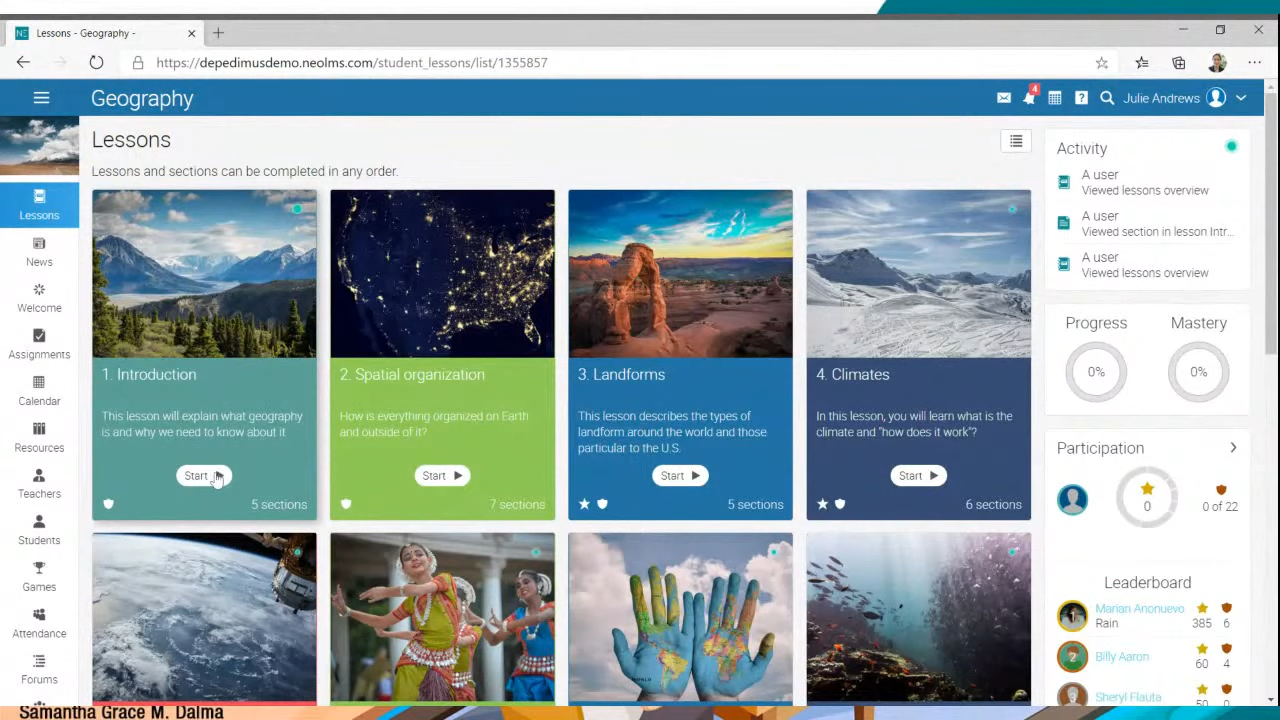 Lessons - Geography -
https://depedimusdemo.neolms.com/student_lessons/list/1355857
Geography
4
Julie Andrews
Lessons
News
Welcome
Assignments
Calendar
Resources
Teachers
Students
Games
Attendance
Forums
Lessons
Lessons and sections can be completed in any order.
1. Introduction
This lesson will explain what geography
is and why we need to know about it
Start
5 sections
2. Spatial organization
How is everything organized on Earth
and outside of it?
Start
7 sections
3. Landforms
This lesson describes the types of
landform around the world and those
particular to the U.S.
Start
5 sections
4. Climates
In this lesson, you will learn what is the
climate and "how does it work"?
Start
6 sections
Activity
A user
Viewed lessons overview
A user
Viewed section in lesson Intr...
A user
Viewed lessons overview
Progress
Mastery
0%
0%
Participation
0
0 of 22
Leaderboard
Marian Anonuevo
Rain
385 6
2
Billy Aaron
60 4
Sheryl Flauta
50 0
Samantha Grace M. Dalma